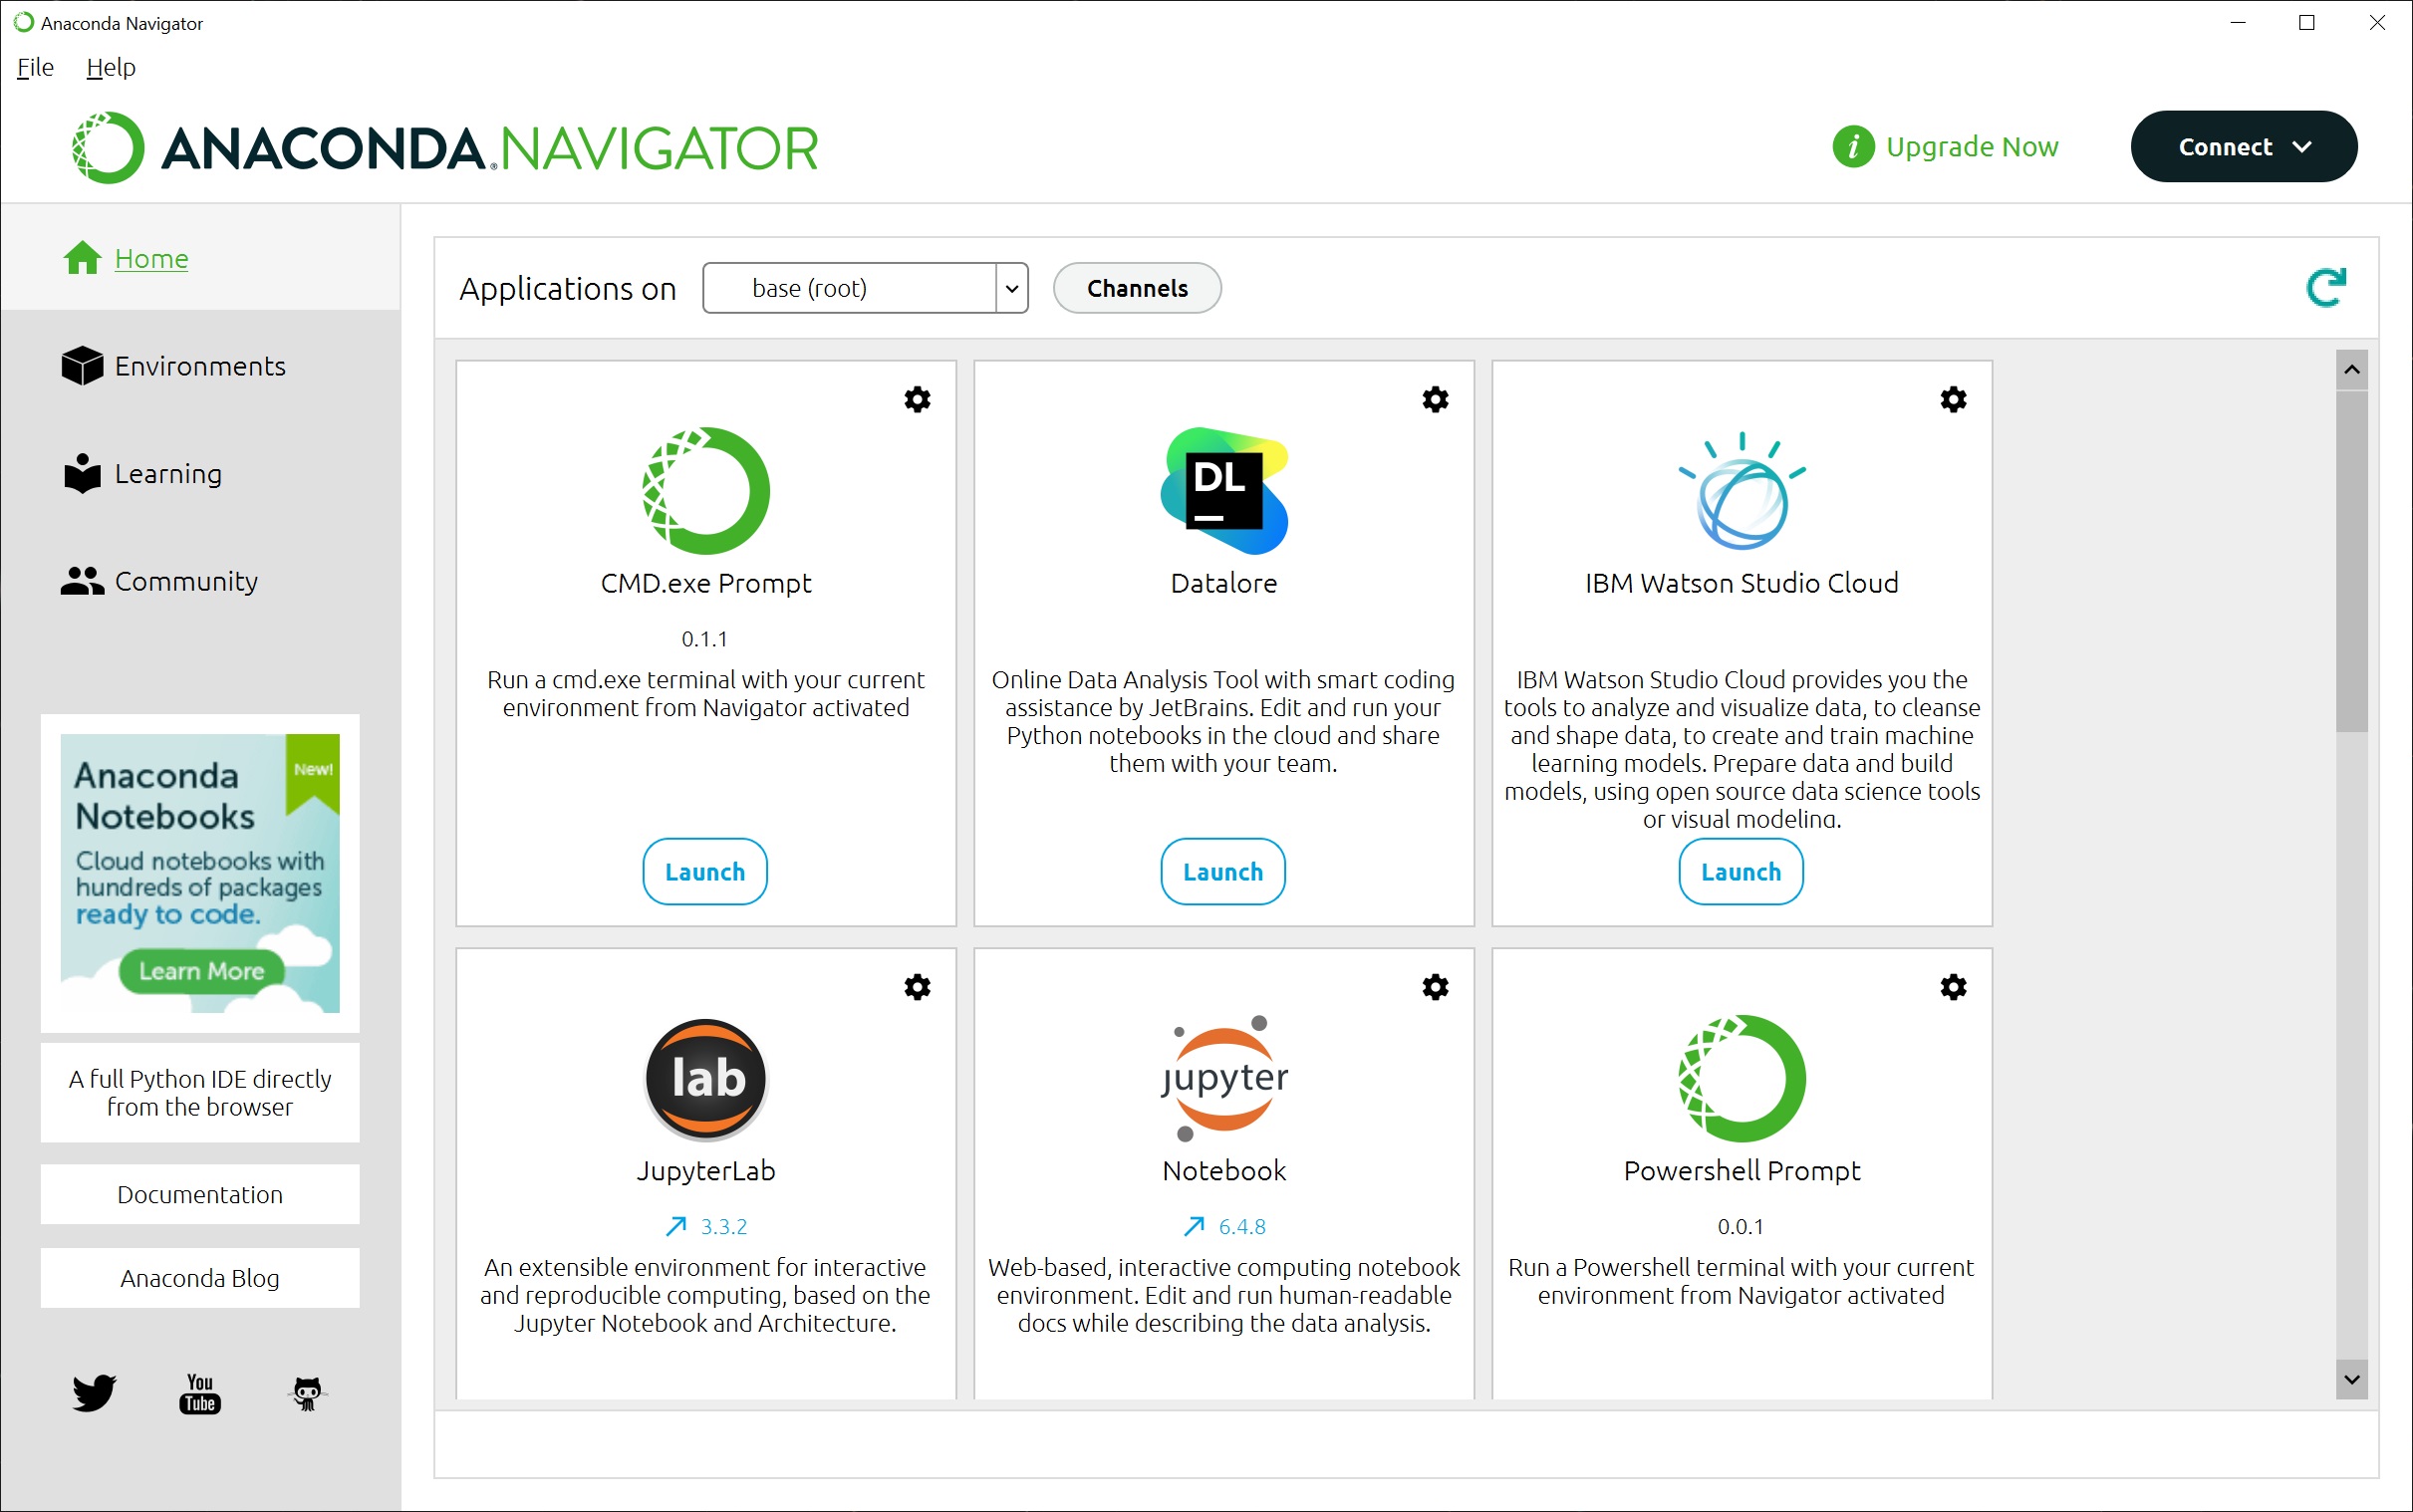 Anaconda Navigator
File Help
ANACONDA.NAVIGATOR
Upgrade Now
Connect
Home
Environments
Learning
Community
Anaconda
Notebooks
New!
Cloud notebooks with
hundreds of packages
ready to code.
Learn More
A full Python IDE directly
from the browser
Documentation
Anaconda Blog
You
Tube
Applications on
base (root)
Channels
CMD.exe Prompt
0.1.1
Run a cmd.exe terminal with your current
environment from Navigator activated
Launch
DL
Datalore
Online Data Analysis Tool with smart coding
assistance by JetBrains. Edit and run your
Python notebooks in the cloud and share
them with your team.
Launch
IBM Watson Studio Cloud
IBM Watson Studio Cloud provides you the
tools to analyze and visualize data, to cleanse
and shape data, to create and train machine
learning models. Prepare data and build
models, using open source data science tools
or visual modeling.
Launch
lab
JupyterLab
3.3.2
An extensible environment for interactive
and reproducible computing, based on the
Jupyter Notebook and Architecture.
jupyter
Notebook
6.4.8
Web-based, interactive computing notebook
environment. Edit and run human-readable
docs while describing the data analysis.
Powershell Prompt
0.0.1
Run a Powershell terminal with your current
environment from Navigator activated